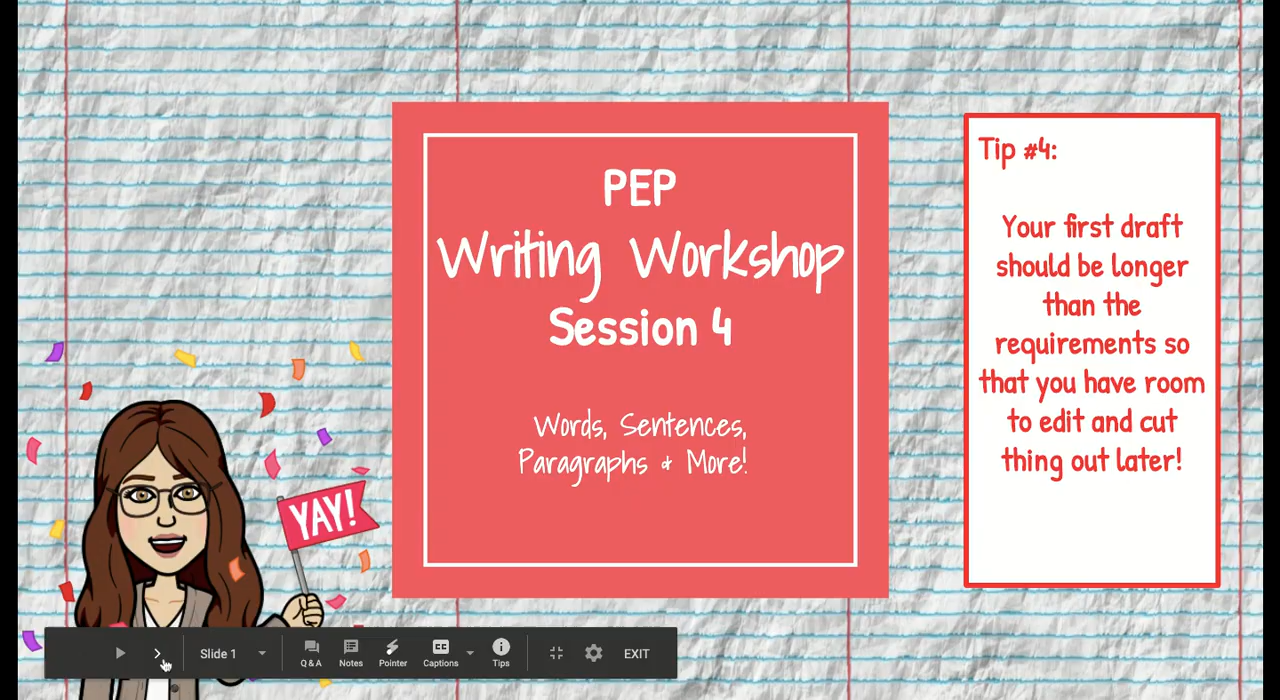 PEP
Writing Workshop
Session 4
Words, Sentences,
Paragraphs & More!
Tip #4:
Your first draft
should be longer
than the
requirements so
that you have room
to edit and cut
thing out later!
YAY!
Slide 1
Q & A
Notes
Pointer
CC
Captions
Tips
EXIT